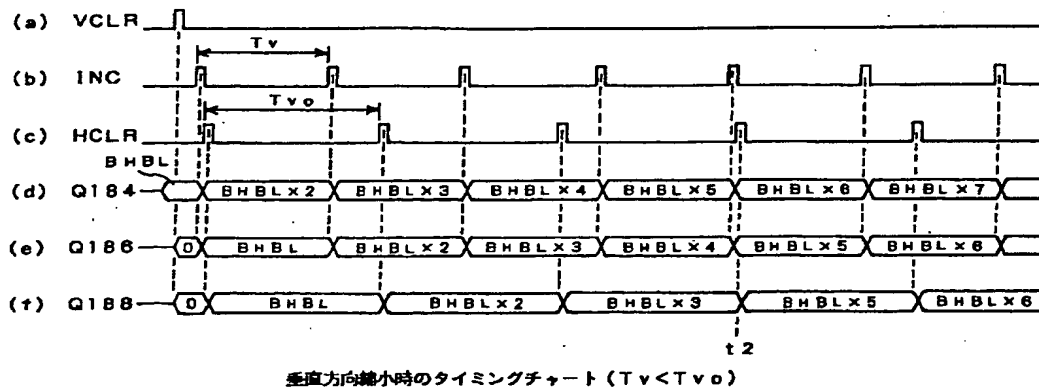 (a) VCLR
Tv
(b) INC
Tvo
(c) HCLR
BHBL
(d) Q184 BHBL×2 BHBL×3 BHBL×4 BHBL×5 BHBL×6 BHBL×7
(e) Q186 0 BHBL BHBL×2 BHBL×3 BHBL×4 BHBL×5 BHBL×6
(f) Q188 0 BHBL BHBL×2 BHBL×3 BHBL×5 BHBL×6
t2
垂直方向縮小時のタイミングチャート(Tv<Tvo)